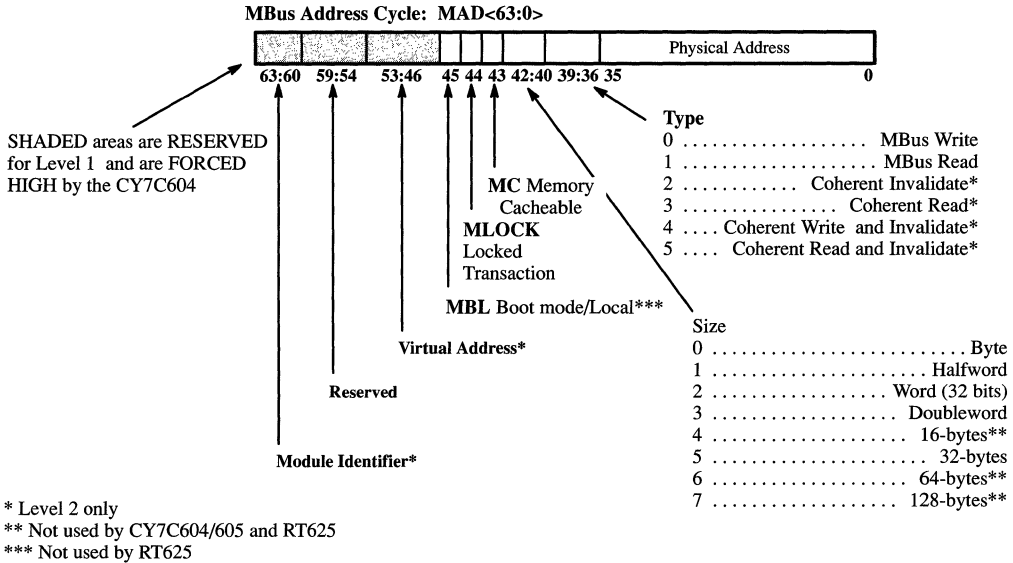 MBus Address Cycle: MAD<63:0>
Physical Address
63:60 59:54 53:46 45 44 43 42:40 39:36 35 0
SHADED areas are RESERVED
for Level 1 and are FORCED
HIGH by the CY7C604
Type
0 . . . . . . . . . . . . . . . . . . . MBus Write
1 . . . . . . . . . . . . . . . . . . . . MBus Read
2 . . . . . . . . . . . . Coherent Invalidate*
3 . . . . . . . . . . . . . . . . Coherent Read*
4 . . . . Coherent Write and Invalidate*
5 . . . . Coherent Read and Invalidate*
MC Memory
Cacheable
MLOCK
Locked
Transaction
MBL Boot mode/Local***
Virtual Address*
Reserved
Module Identifier*
Size
0 . . . . . . . . . . . . . . . . . . . . . . . . . . Byte
1 . . . . . . . . . . . . . . . . . . . . . . Halfword
2 . . . . . . . . . . . . . . . . . . Word (32 bits)
3 . . . . . . . . . . . . . . . . . . . Doubleword
4 . . . . . . . . . . . . . . . . . . . . 16-bytes**
5 . . . . . . . . . . . . . . . . . . . . . . 32-bytes
6 . . . . . . . . . . . . . . . . . . . . 64-bytes**
7 . . . . . . . . . . . . . . . . . . . 128-bytes**
* Level 2 only
** Not used by CY7C604/605 and RT625
*** Not used by RT625